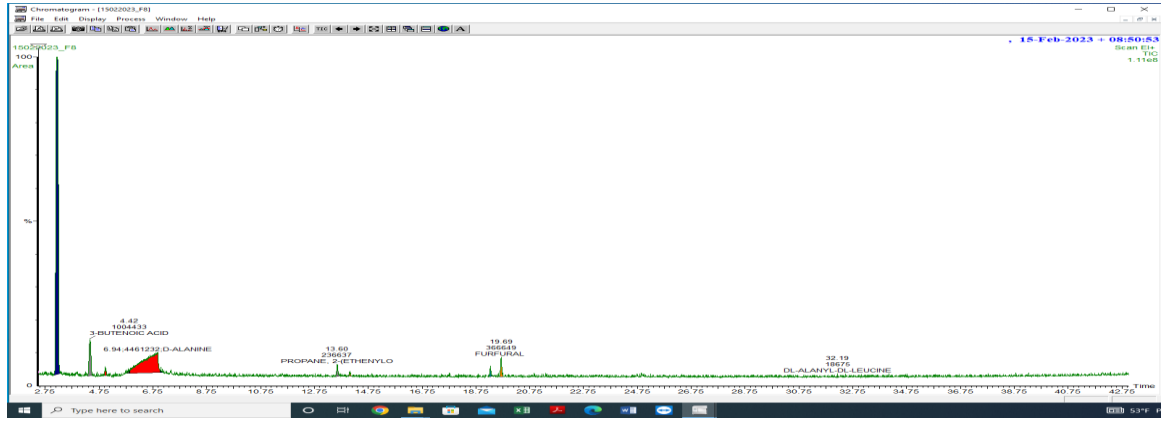 Chromatogram - [15022023_F8]
File Edit Display Process Window Help
TIC
A
15022023_F8
, 15-Feb-2023 + 08:50:53
Scan EI+
TIC
1.11e8
100
Area
%
0
4.42
1004433
3-BUTENOIC ACID
6.94;4461232;D-ALANINE
13.60
236637
PROPANE, 2-(ETHENYLO
19.69
366649
FURFURAL
32.19
18675
DL-ALANYL-DL-LEUCINE
2.75 4.75 6.75 8.75 10.75 12.75 14.75 16.75 18.75 20.75 22.75 24.75 26.75 28.75 30.75 32.75 34.75 36.75 38.75 40.75 42.75 Time
Type here to search
53°F P